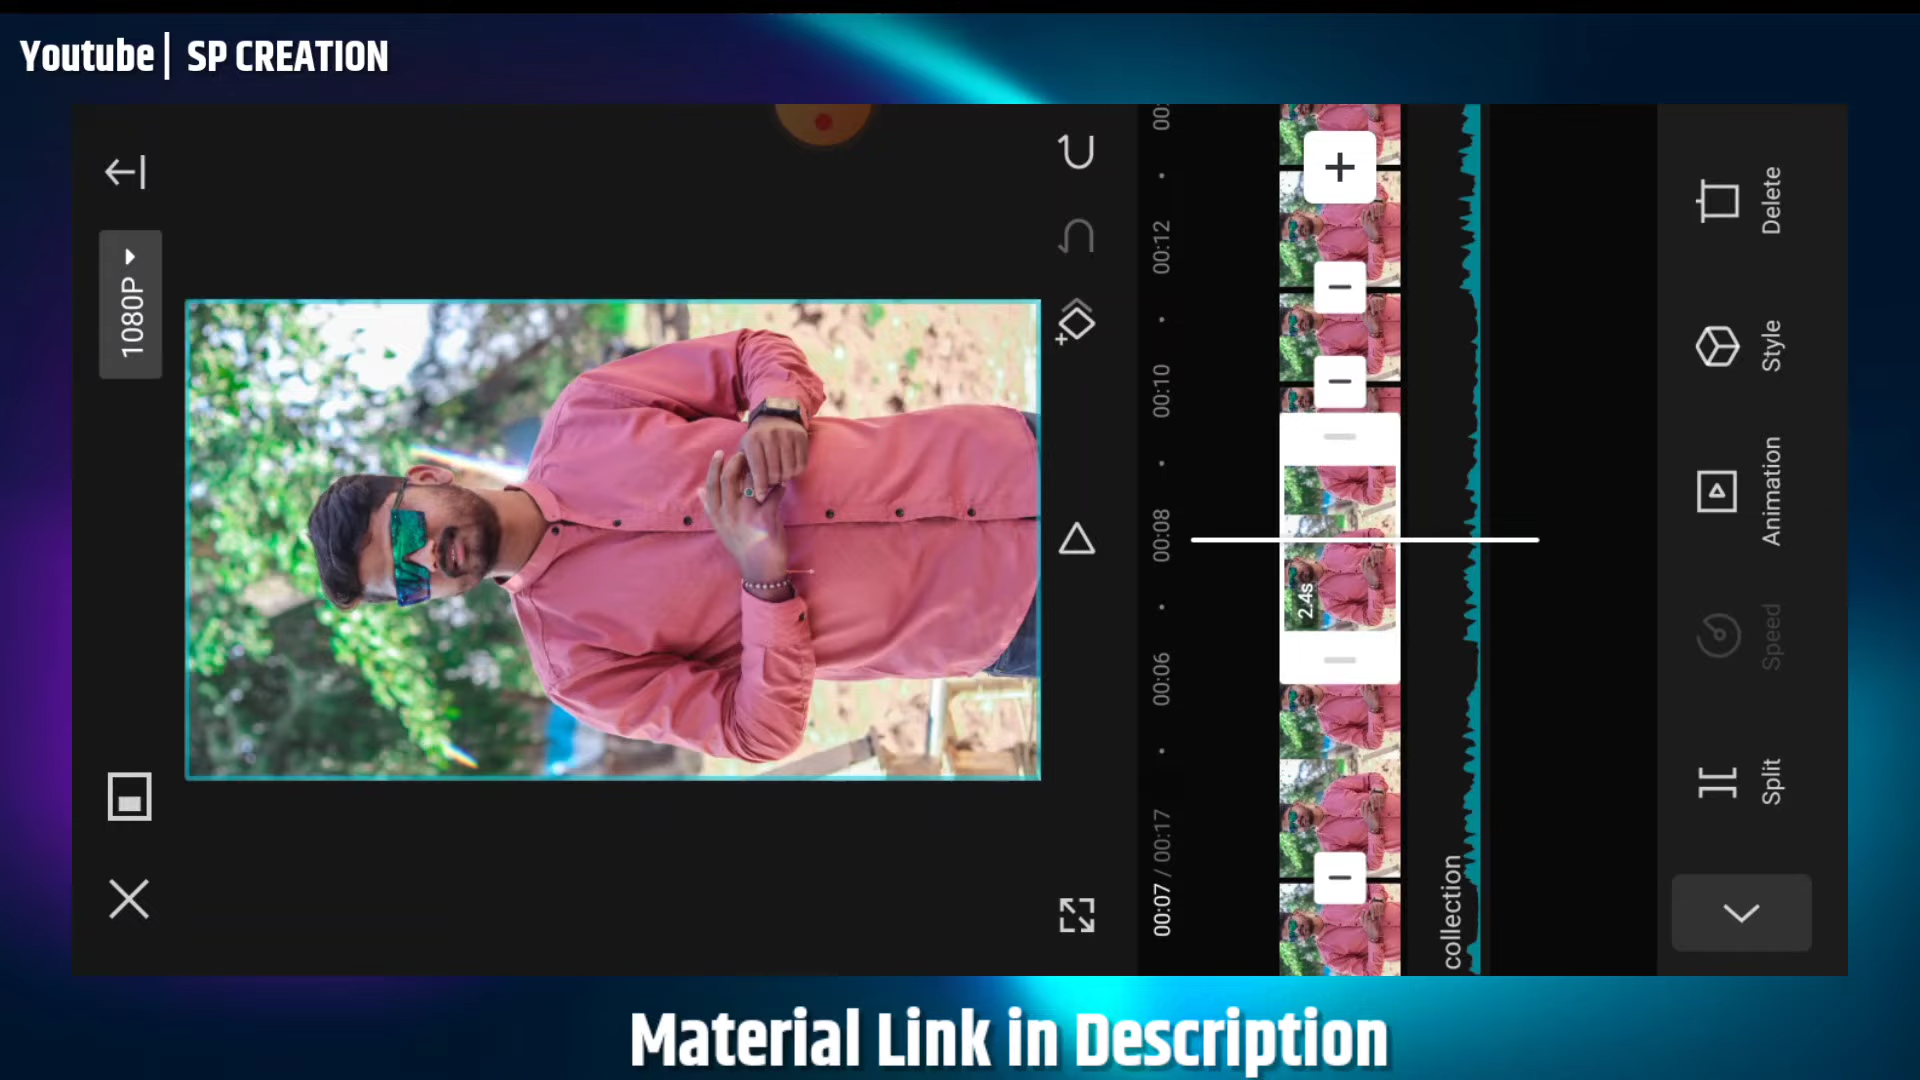 Youtube| SP CREATION
1080P
00:07 / 00:17
00:06
00:08
00:10
00:12
00:
2.4s
collection
Split
Speed
Animation
Style
Delete
Material Link in Description